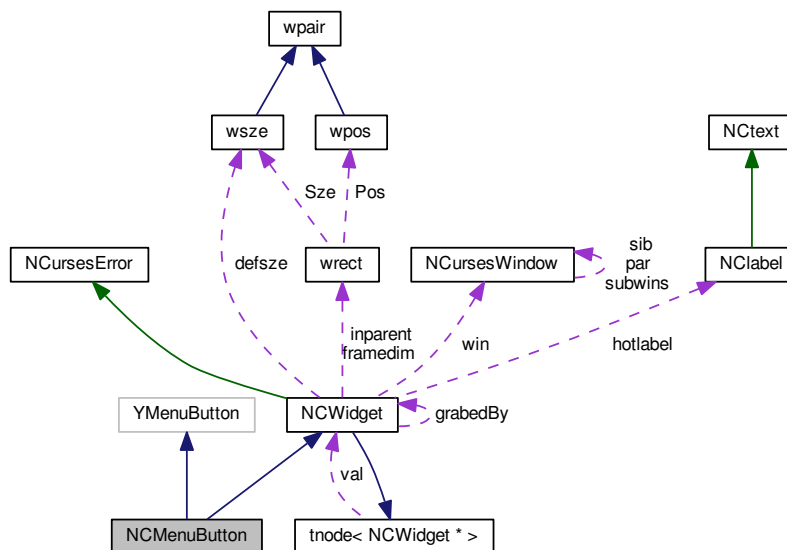 wpair
wsze
wpos
NCtext
Sze
Pos
NCursesError
defsze
wrect
NCursesWindow
sib
par
subwins
NClabel
inparent
framedim
win
hotlabel
YMenuButton
NCWidget
grabedBy
val
NCMenuButton
tnode< NCWidget * >